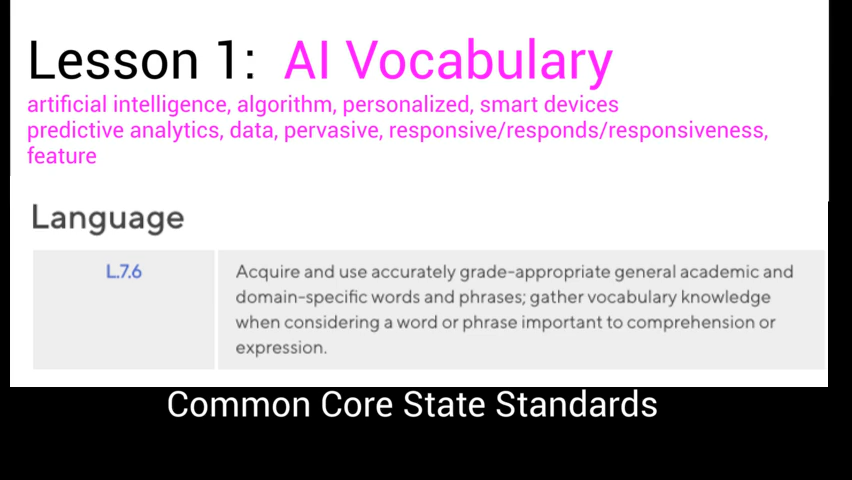 Lesson 1: AI Vocabulary
artificial intelligence, algorithm, personalized, smart devices
predictive analytics, data, pervasive, responsive/responds/responsiveness,
feature
Language
L.7.6
Acquire and use accurately grade-appropriate general academic and
domain-specific words and phrases; gather vocabulary knowledge
when considering a word or phrase important to comprehension or
expression.
Common Core State Standards